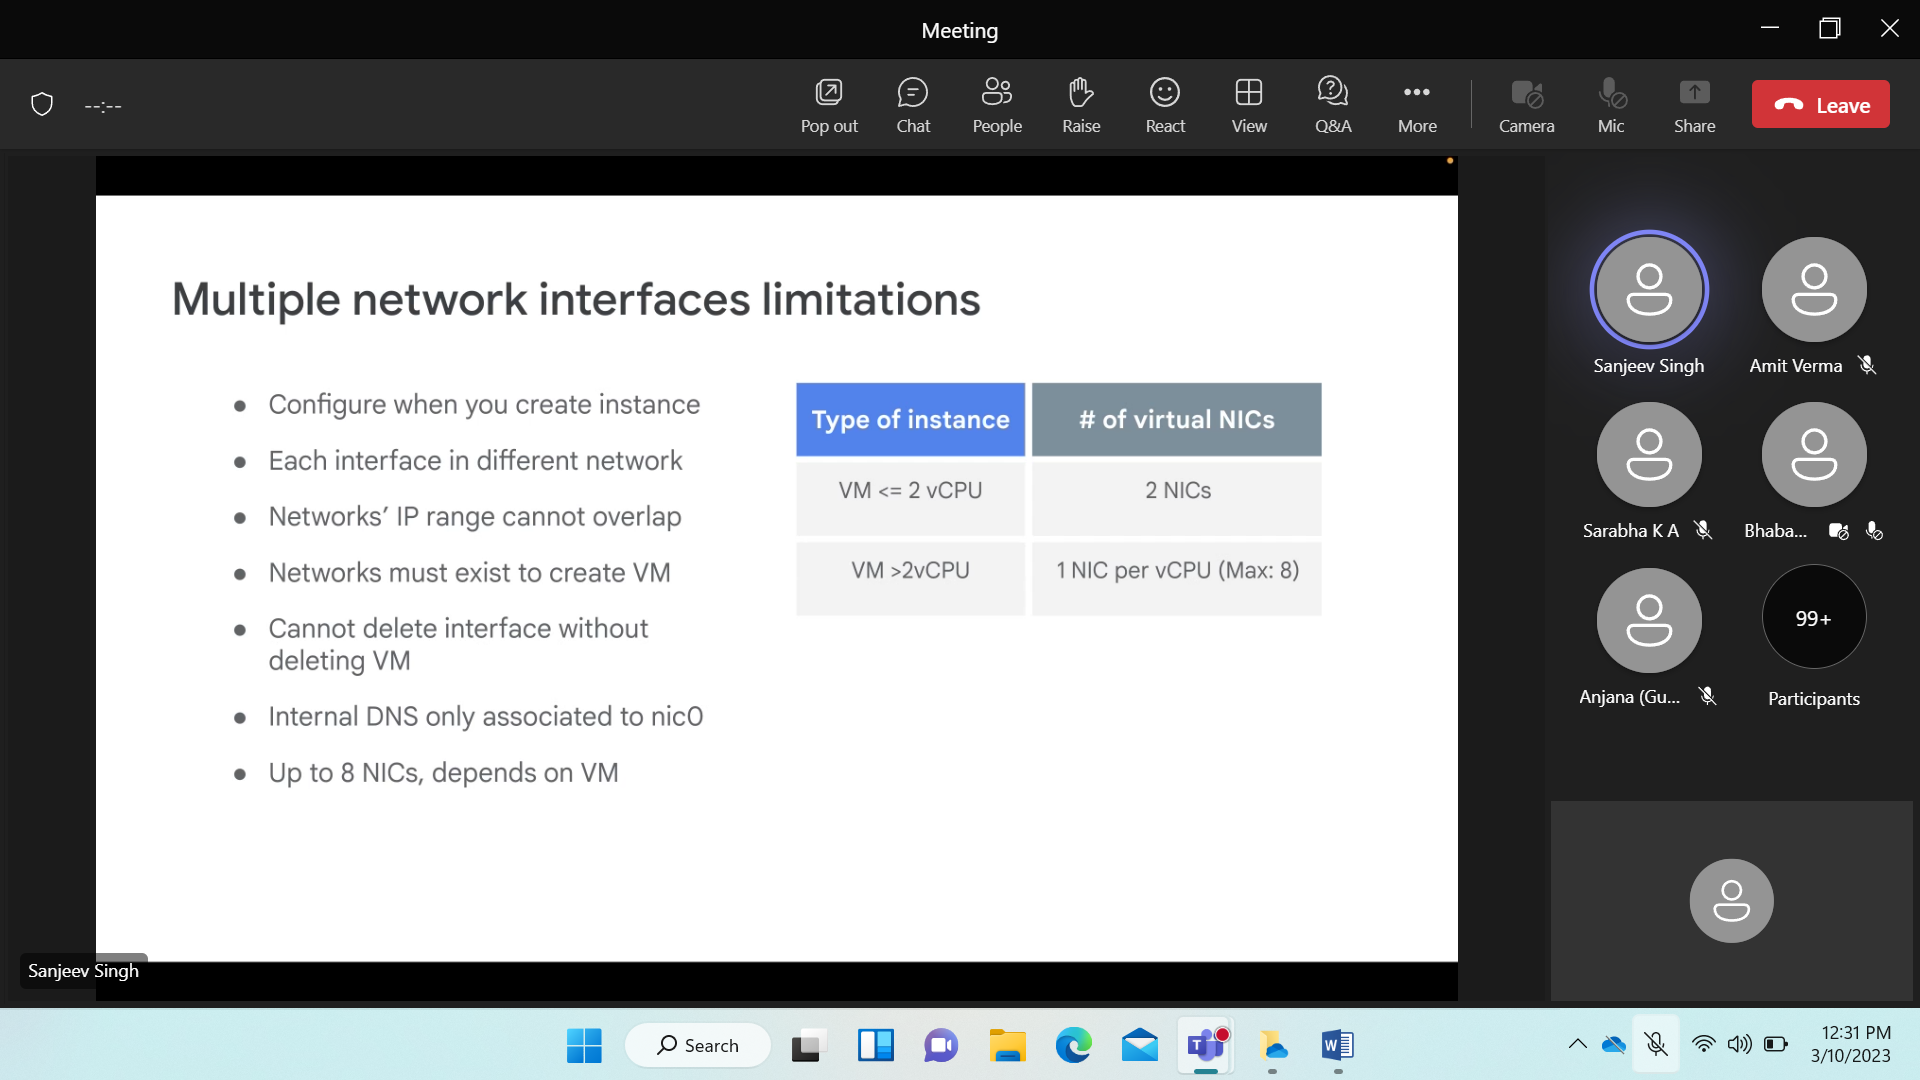 Meeting
--:--
Pop out
Chat
People
Raise
React
View
Q&A
More
Camera
Mic
Share
Leave
Multiple network interfaces limitations
● Configure when you create instance
● Each interface in different network
● Networks’ IP range cannot overlap
● Networks must exist to create VM
● Cannot delete interface without
deleting VM
● Internal DNS only associated to nic0
● Up to 8 NICs, depends on VM
Type of instance # of virtual NICs
VM <= 2 vCPU 2 NICs
VM >2vCPU 1 NIC per vCPU (Max: 8)
Sanjeev Singh
Sanjeev Singh
Amit Verma
Sarabha K A
Bhaba...
Anjana (Gu...
99+
Participants
Search
T
W
12:31 PM
3/10/2023